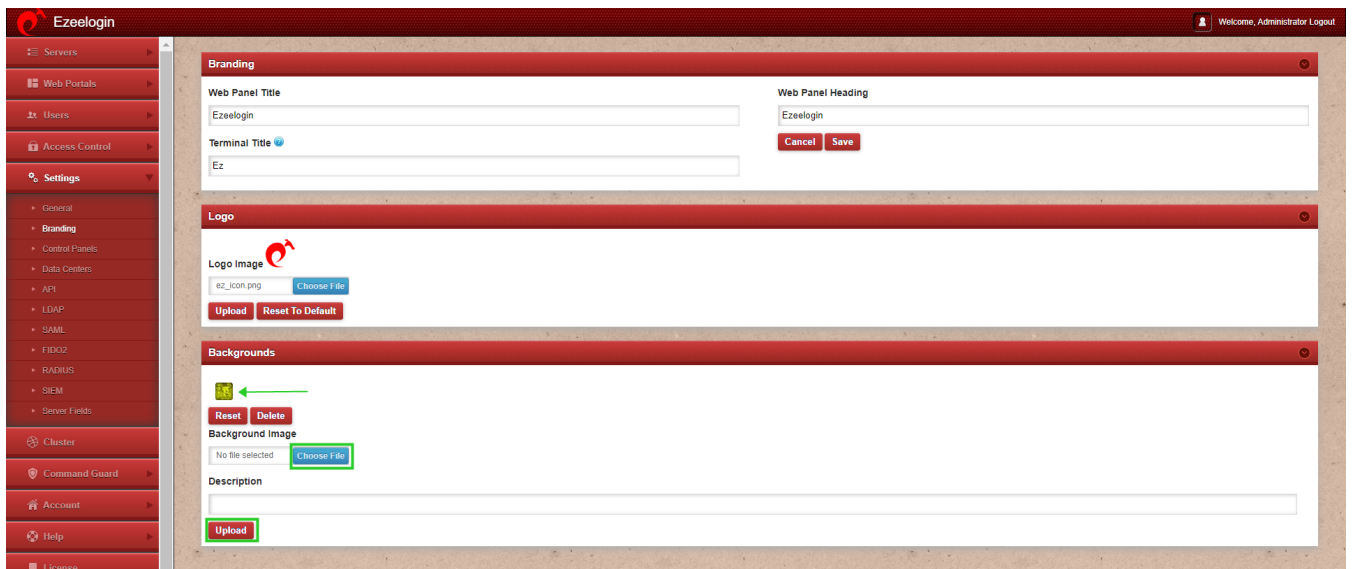 Ezeelogin
Welcome, Administrator Logout
Servers
Web Portals
Users
Access Control
Settings
General
Branding
Control Panels
Data Centers
API
LDAP
SAML
FIDO2
RADIUS
SIEM
Server Fields
Cluster
Command Guard
Account
Help
License
Branding
Web Panel Title
Web Panel Heading
Ezeelogin
Ezeelogin
Terminal Title
Cancel Save
Ez
Logo
Logo Image
ez_icon.png Choose File
Upload Reset To Default
Backgrounds
Reset Delete
Background Image
No file selected Choose File
Description
Upload